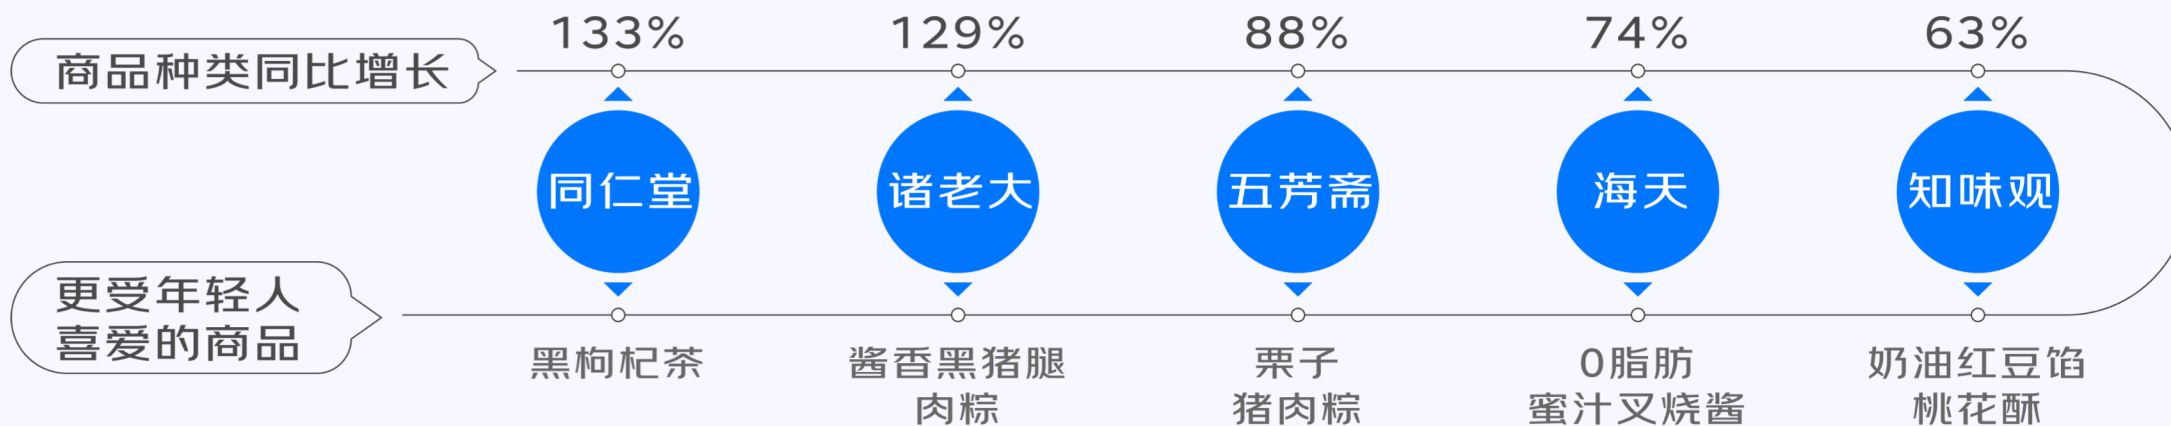 133%
129%
88%
74%
63%
商品种类同比增长
同仁堂
诸老大
五芳斋
海天
知味观
更受年轻人
喜爱的商品
黑枸杞茶
酱香黑猪腿
肉粽
栗子
猪肉粽
0脂肪
蜜汁叉烧酱
奶油红豆馅
桃花酥